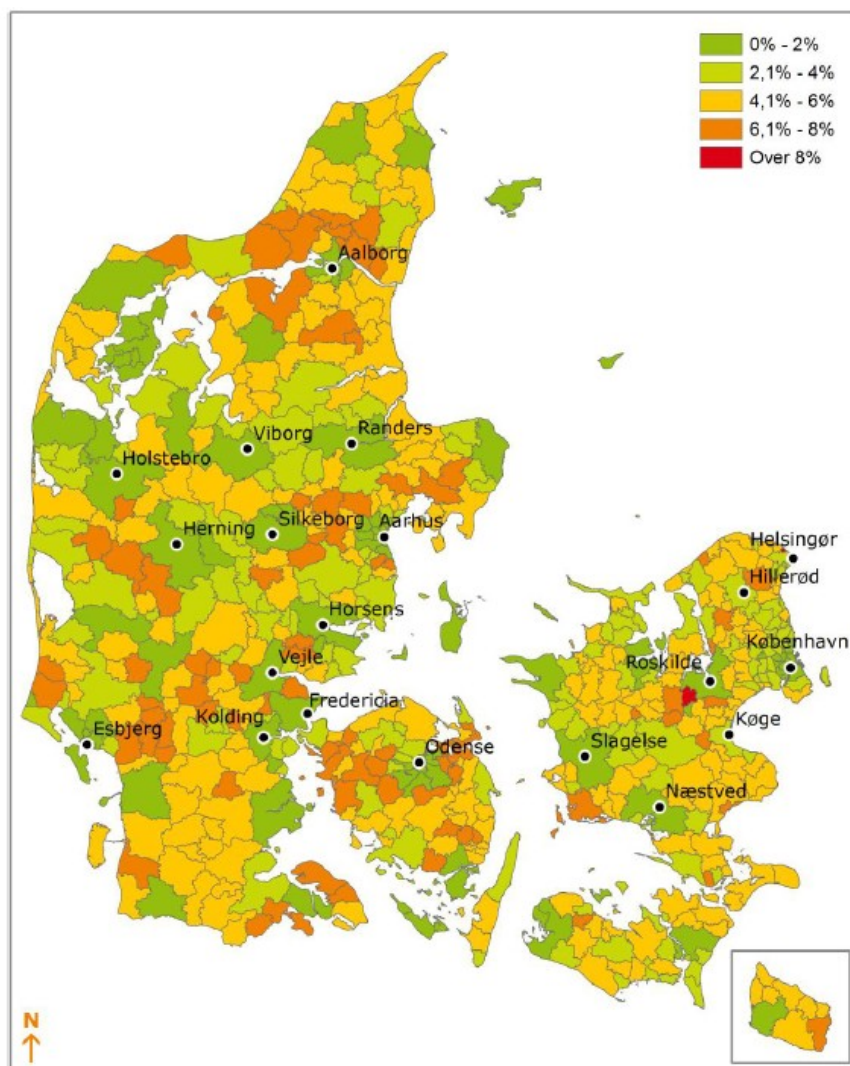 0% - 2%
2,1% - 4%
4,1% - 6%
6,1% - 8%
Over 8%
Aalborg
Viborg
Randers
Holstebro
Silkeborg
Aarhus
Herning
Helsingør
Hillerød
Horsens
København
Roskilde
Vejle
Fredericia
Kolding
Køge
Esbjerg
Odense
Slagelse
Næstved
N